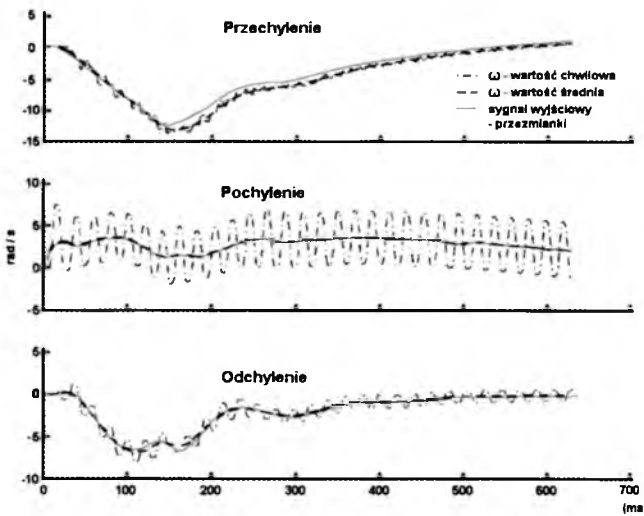 Przechylenie
5
0
-5
-10
-15
ω - wartość chwilowa
ω - wartość średnia
sygnał wyjściowy
- przezmianki
Pochylenie
rad / s
10
5
0
-5
Odchylenie
5
0
-5
-10
0 100 200 300 400 500 600 700
(ms